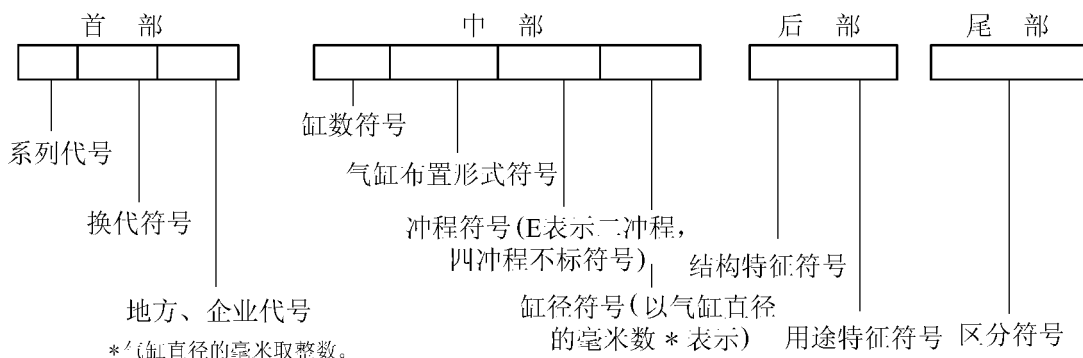 首 部
中 部
后 部
尾 部
系列代号
换代符号
地方、企业代号
*气缸直径的毫米取整数。
缸数符号
气缸布置形式符号
冲程符号(E表示二冲程，
四冲程不标符号)
缸径符号(以气缸直径
的毫米数*表示)
结构特征符号
用途特征符号
区分符号